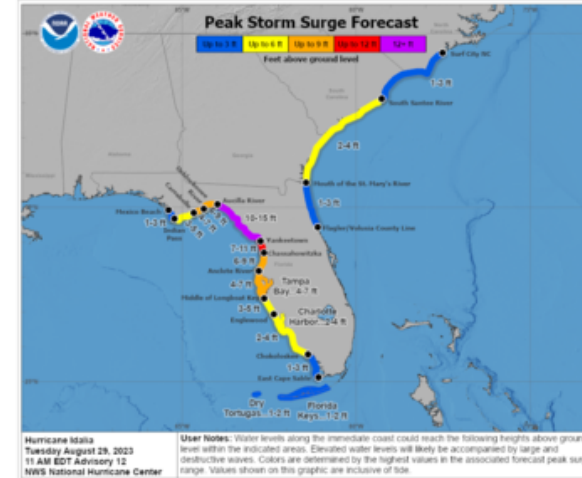 Peak Storm Surge Forecast
Up to 3 ft Up to 6 ft Up to 9 ft Up to 12 ft 12+ ft
Feet above ground level
Surf City NC
1-3 ft
South Santee River
2-4 ft
Mouth of the St. Mary's River
1-3 ft
Flagler/Volusia County Line
Aucilla River
Mexico Beach
1-3 ft
Indian
Pass
10-15 ft
Yankeetown
7-11 ft
Chassahowitzka
6-9 ft
Anclote River
4-7 ft
Tampa
Bay...4-7 ft
Middle of Longboat Key
3-5 ft
Englewood
Charlotte
Harbor...2-4 ft
2-4 ft
Chokoloskee
1-3 ft
East Cape Sable
Dry
Tortugas...1-2 ft
Florida
Keys...1-2 ft
Hurricane Idalia
Tuesday August 29, 2023
11 AM EDT Advisory 12
NWS National Hurricane Center
User Notes: Water levels along the immediate coast could reach the following heights above groun
level within the indicated areas. Elevated water levels will likely be accompanied by large and
destructive waves. Colors are determined by the highest values in the associated forecast peak sur
range. Values shown on this graphic are inclusive of tide.